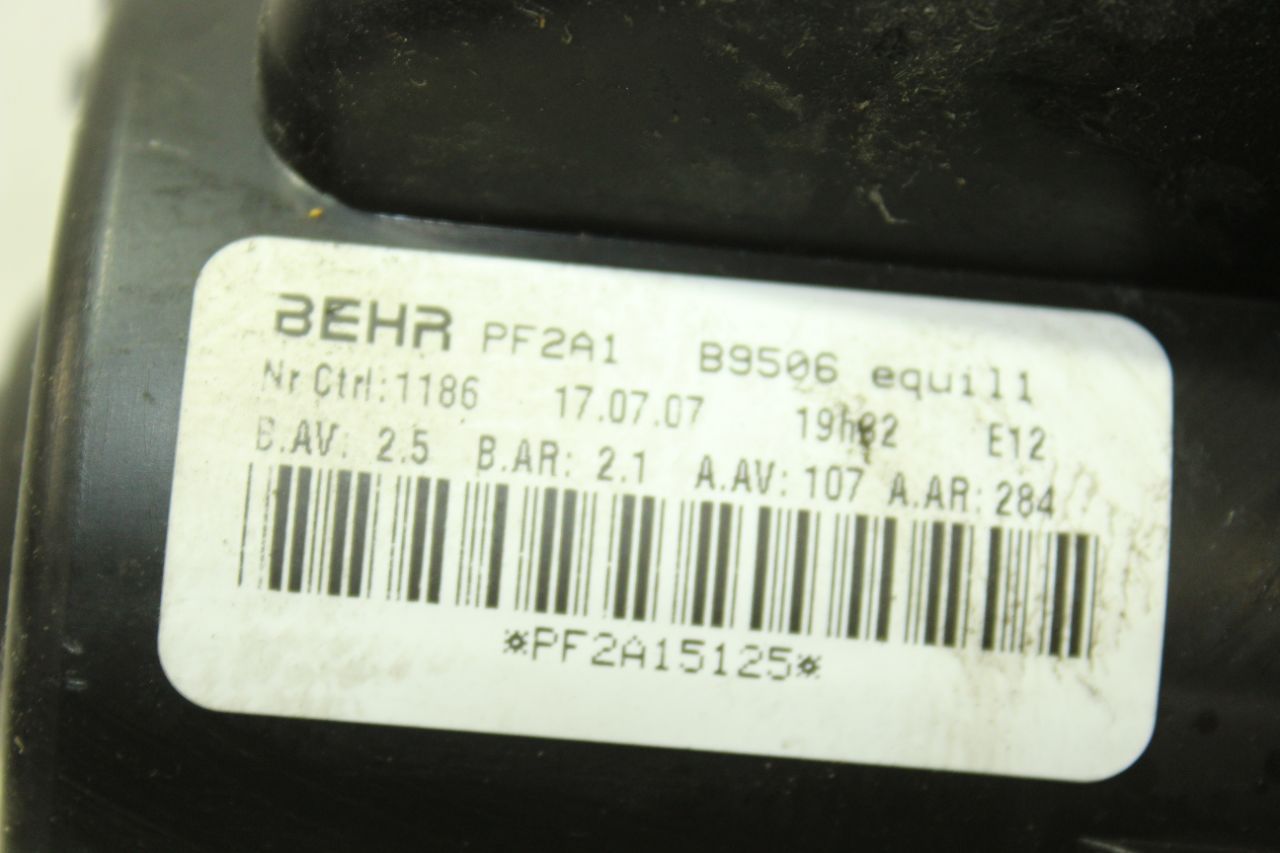 BEHR PF2A1 B9506 equil1
Nr Ctrl:1186 17.07.07 E12
B.AV: 2.5 B.AR: 2.1 A.AV: 107 A.AR: 284
*PF2A15125*